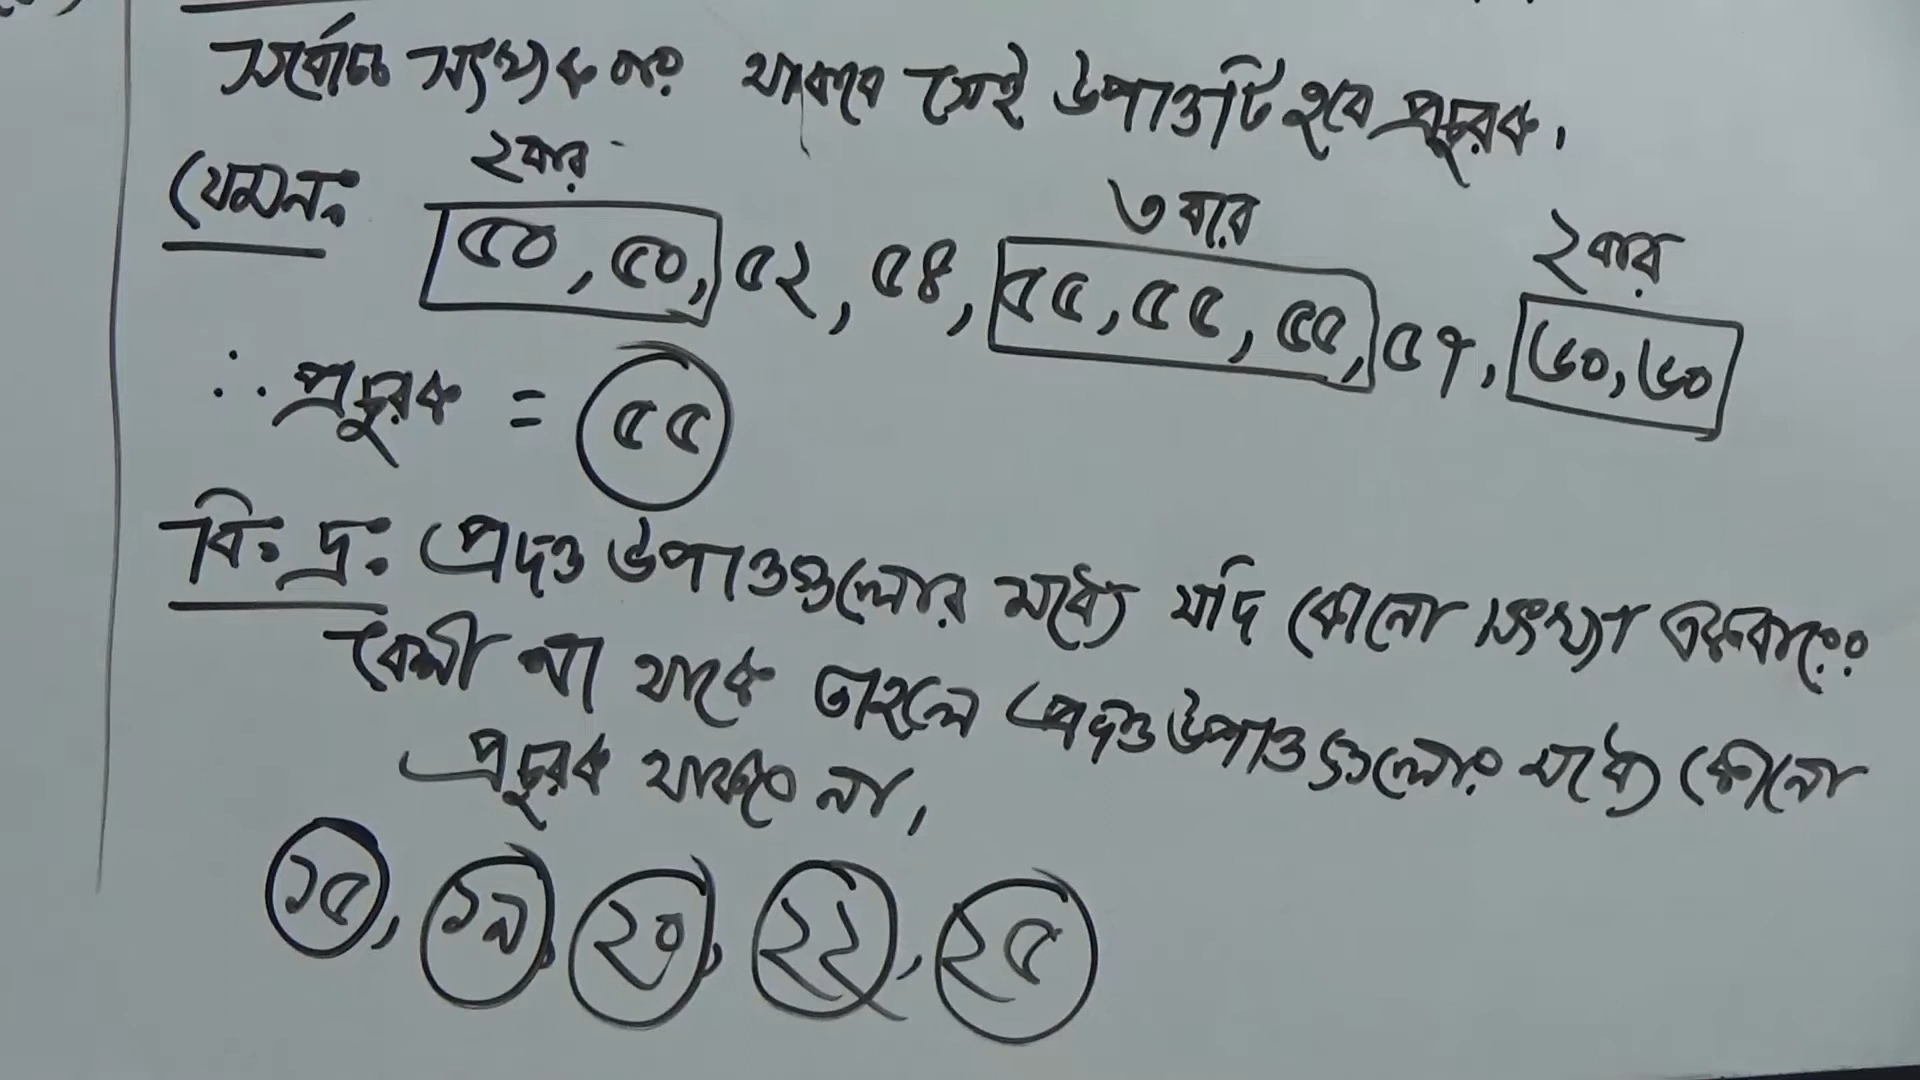 সর্বোচ্চ সংখ্যক বার থাকবে সেই উপাত্তটি হবে প্রচুরক।
২বার ৩ বার ২বার
যেমনঃ ৫০, ৫০, ৫২, ৫৪, ৫৫, ৫৫, ৫৫, ৫৭, ৬০, ৬০
∴ প্রচুরক = ৫৫
বিঃ দ্রঃ প্রদত্ত উপাত্তগুলোর মধ্যে যদি কোনো সংখ্যা একবারের
বেশী না থাকে তাহলে প্রদত্ত উপাত্তগুলোর মধ্যে কোনো
প্রচুরক থাকবে না।
১৫, ১৯, ২০, ২২, ২৫